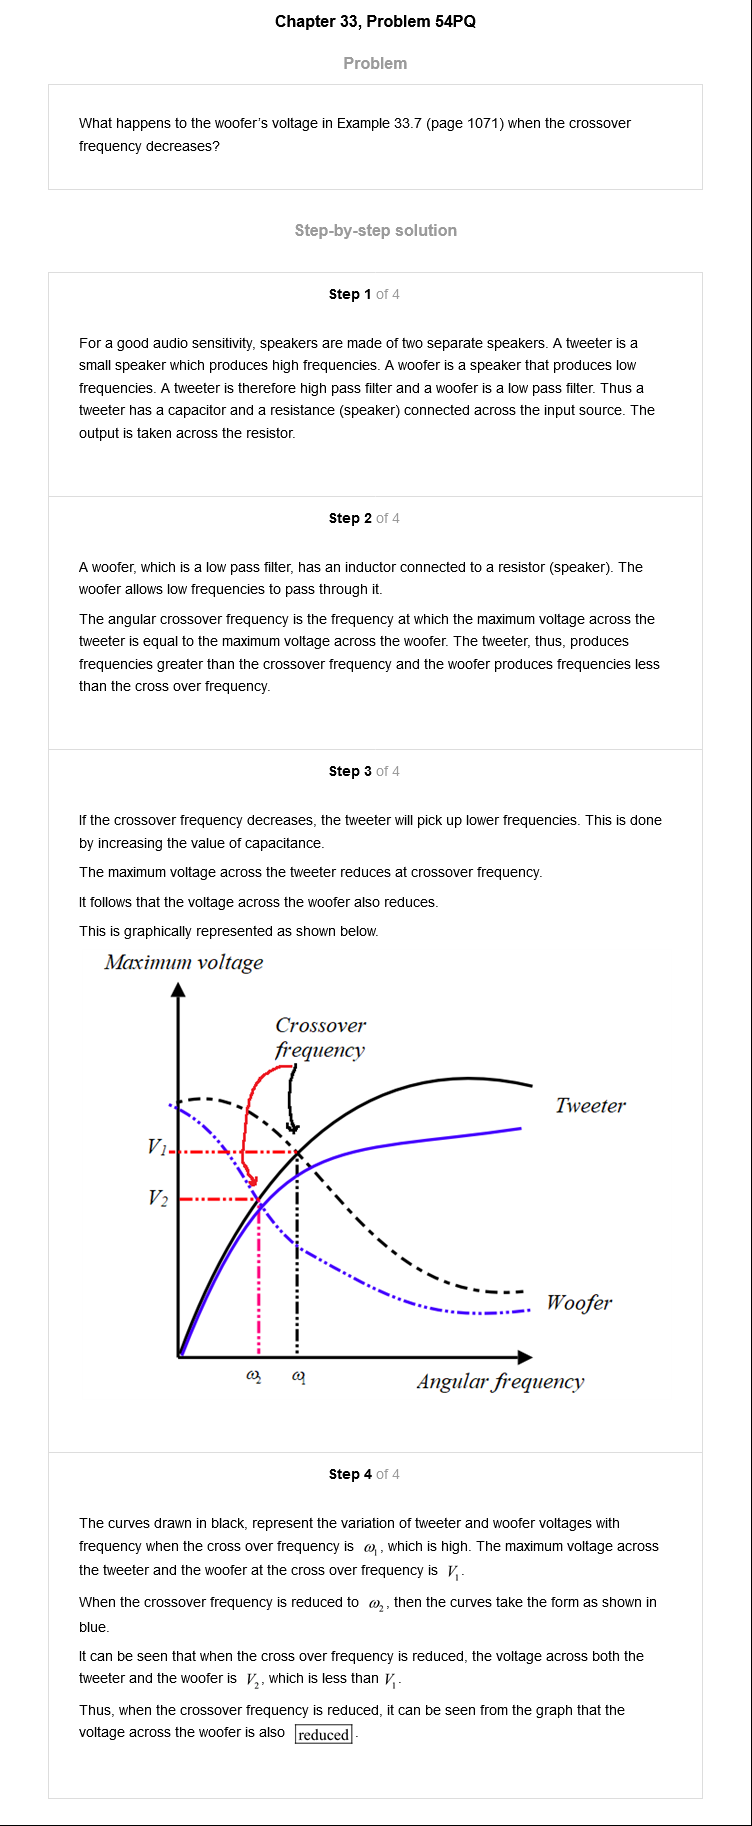 Chapter 33, Problem 54PQ
Problem
What happens to the woofer's voltage in Example 33.7 (page 1071) when the crossover
frequency decreases?
Step-by-step solution
Step 1 of 4
For a good audio sensitivity, speakers are made of two separate speakers. A tweeter is a
small speaker which produces high frequencies. A woofer is a speaker that produces low
frequencies. A tweeter is therefore high pass filter and a woofer is a low pass filter. Thus a
tweeter has a capacitor and a resistance (speaker) connected across the input source. The
output is taken across the resistor.
Step 2 of 4
A woofer, which is a low pass filter, has an inductor connected to a resistor (speaker). The
woofer allows low frequencies to pass through it.
The angular crossover frequency is the frequency at which the maximum voltage across the
tweeter is equal to the maximum voltage across the woofer. The tweeter, thus, produces
frequencies greater than the crossover frequency and the woofer produces frequencies less
than the cross over frequency.
Step 3 of 4
If the crossover frequency decreases, the tweeter will pick up lower frequencies. This is done
by increasing the value of capacitance.
The maximum voltage across the tweeter reduces at crossover frequency.
It follows that the voltage across the woofer also reduces.
This is graphically represented as shown below.
Maximum voltage
Crossover
frequency
Tweeter
V₁
V₂
Woofer
ω₂ ω₁
Angular frequency
Step 4 of 4
The curves drawn in black, represent the variation of tweeter and woofer voltages with
frequency when the cross over frequency is ω₁, which is high. The maximum voltage across
the tweeter and the woofer at the cross over frequency is V₁.
When the crossover frequency is reduced to ω₂, then the curves take the form as shown in
blue.
It can be seen that when the cross over frequency is reduced, the voltage across both the
tweeter and the woofer is V₂, which is less than V₁.
Thus, when the crossover frequency is reduced, it can be seen from the graph that the
voltage across the woofer is also reduced.